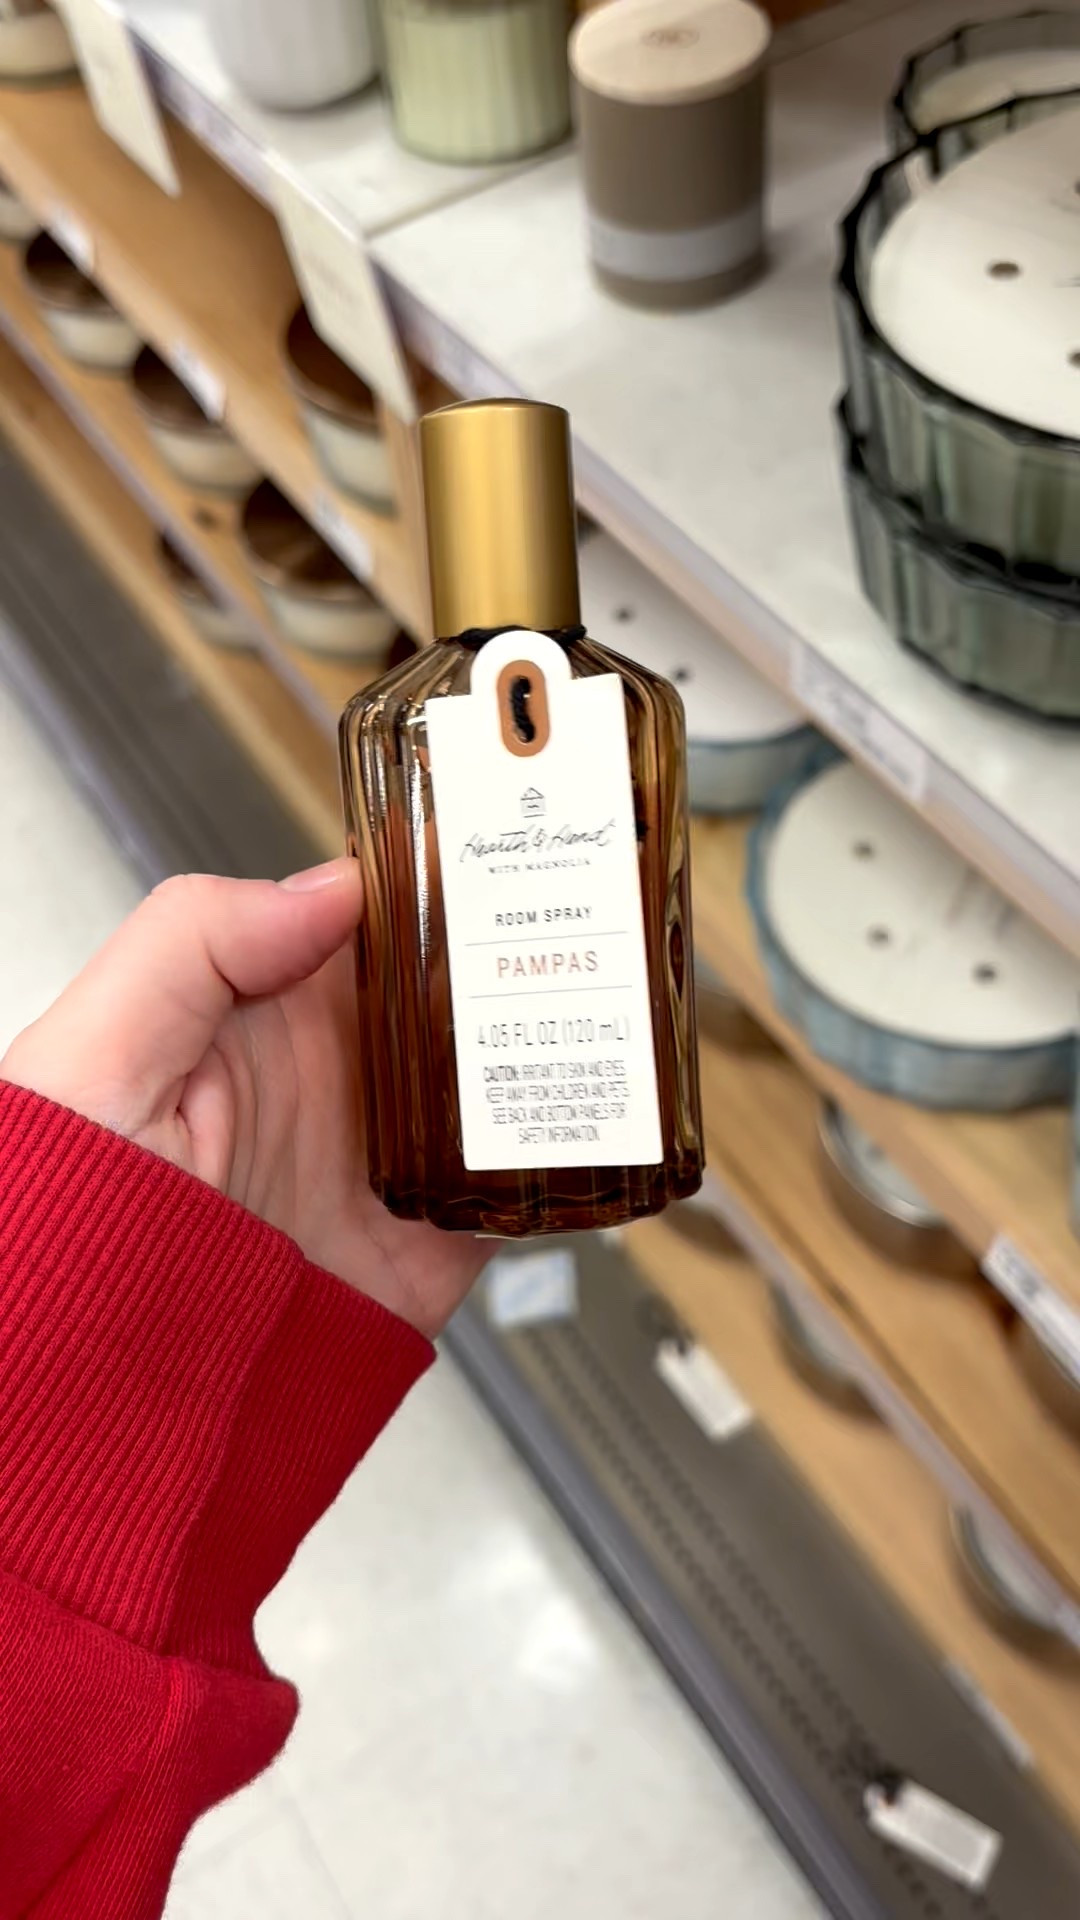 Hearth & Hand
WITH MAGNOLIA
ROOM SPRAY
PAMPAS
4.05 FL OZ (120 mL)
CAUTION: IRRITANT TO SKIN AND EYES.
KEEP AWAY FROM CHILDREN AND PETS.
SEE BACK AND BOTTOM PANELS FOR
SAFETY INFORMATION.